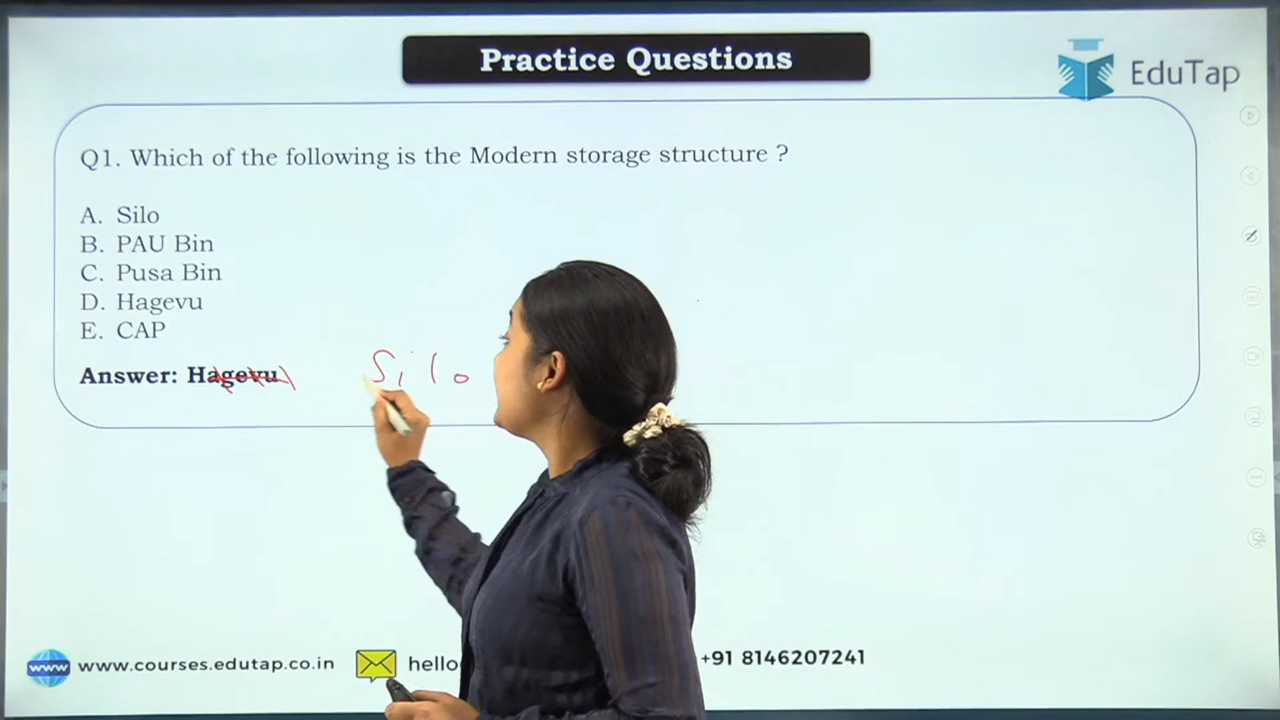 Practice Questions
EduTap
Q1. Which of the following is the Modern storage structure ?
A. Silo
B. PAU Bin
C. Pusa Bin
D. Hagevu
E. CAP
Answer: Hagevu Silo
www www.courses.edutap.co.in hello +91 8146207241